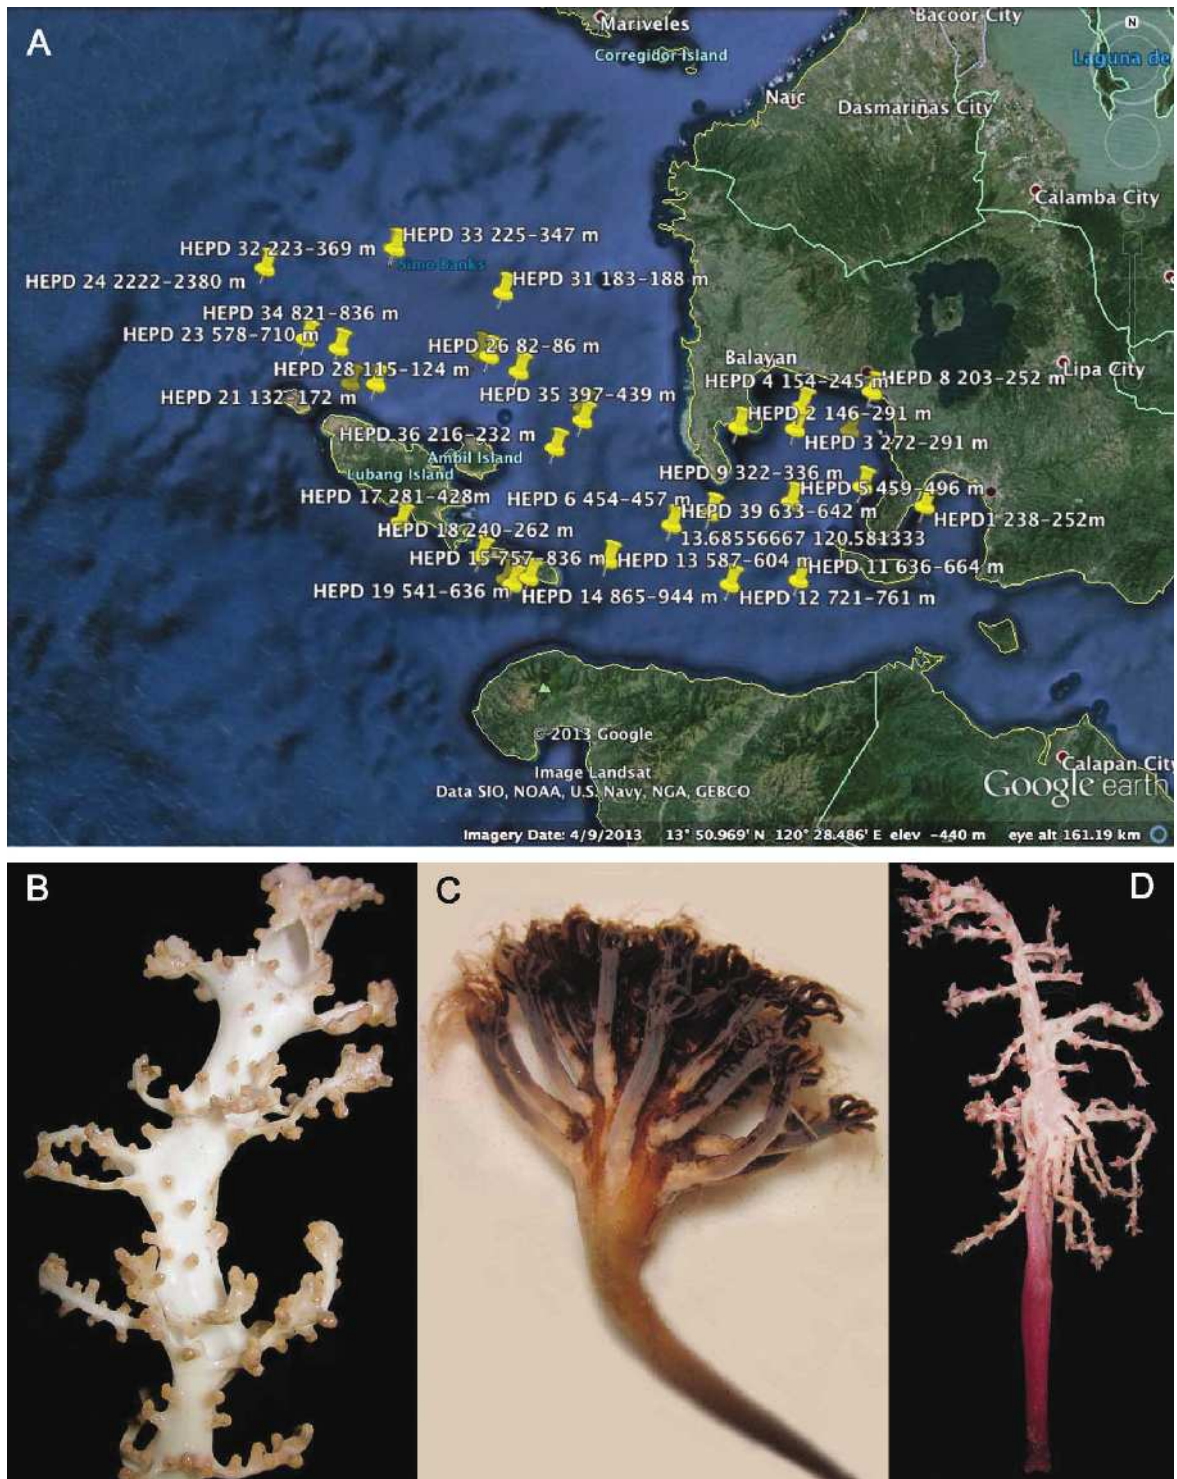 A
Mariveles
Bacoor City
N
Corregidor Island
Laguna de
Naic
Dasmariñas City
Calamba City
HEPD 33 225-347 m
HEPD 32 223-369 m
Simo Banks
HEPD 24 2222-2380 m
HEPD 31 183-188 m
HEPD 34 821-836 m
HEPD 23 578-710 m
HEPD 26 82-86 m
Balayan
HEPD 28 115-124 m
Lipa City
HEPD 4 154-245 m
HEPD 8 203-252 m
HEPD 21 132-172 m
HEPD 35 397-439 m
HEPD 2 146-291 m
HEPD 36 216-232 m
HEPD 3 272-291 m
Ambil Island
Lubang Island
HEPD 9 322-336 m
HEPD 5 459-496 m
HEPD 17 281-428m
HEPD 6 454-457 m
HEPD 39 633-642 m
HEPD1 238-252m
HEPD 18 240-262 m
13.68556667 120.581333
HEPD 15 757-836 m
HEPD 13 587-604 m
HEPD 11 636-664 m
HEPD 19 541-636 m
HEPD 14 865-944 m
HEPD 12 721-761 m
© 2013 Google
Calapan City
Image Landsat
Data SIO, NOAA, U.S. Navy, NGA, GEBCO
Google earth
Imagery Date: 4/9/2013 13° 50.969' N 120° 28.486' E elev -440 m eye alt 161.19 km
B
C
D